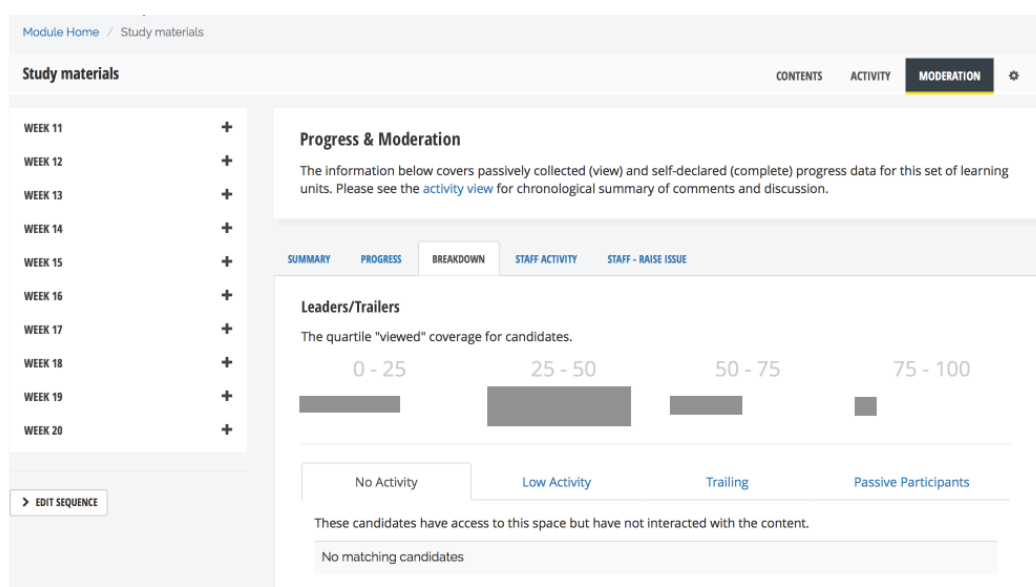 Module Home / Study materials
Study materials
CONTENTS ACTIVITY MODERATION
WEEK 11
WEEK 12
WEEK 13
WEEK 14
WEEK 15
WEEK 16
WEEK 17
WEEK 18
WEEK 19
WEEK 20
> EDIT SEQUENCE
Progress & Moderation
The information below covers passively collected (view) and self-declared (complete) progress data for this set of learning
units. Please see the activity view for chronological summary of comments and discussion.
SUMMARY PROGRESS BREAKDOWN STAFF ACTIVITY STAFF - RAISE ISSUE
Leaders/Trailers
The quartile "viewed" coverage for candidates.
0 - 25 25 - 50 50 - 75 75 - 100
No Activity Low Activity Trailing Passive Participants
These candidates have access to this space but have not interacted with the content.
No matching candidates